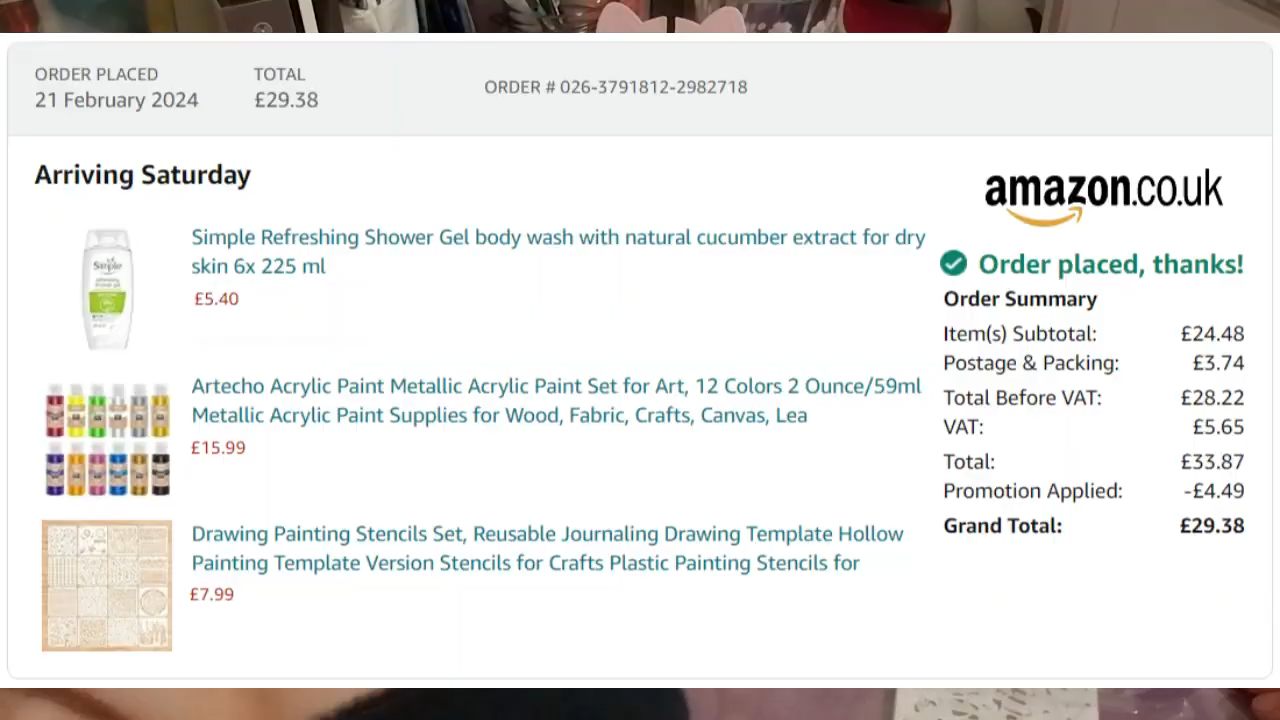 ORDER PLACED
21 February 2024
TOTAL
£29.38
ORDER # 026-3791812-2982718
Arriving Saturday
Simple Refreshing Shower Gel body wash with natural cucumber extract for dry
skin 6x 225 ml
£5.40
Simple
Artecho Acrylic Paint Metallic Acrylic Paint Set for Art, 12 Colors 2 Ounce/59ml
Metallic Acrylic Paint Supplies for Wood, Fabric, Crafts, Canvas, Lea
£15.99
Drawing Painting Stencils Set, Reusable Journaling Drawing Template Hollow
Painting Template Version Stencils for Crafts Plastic Painting Stencils for
£7.99
amazon.co.uk
Order placed, thanks!
Order Summary
Item(s) Subtotal: £24.48
Postage & Packing: £3.74
Total Before VAT: £28.22
VAT: £5.65
Total: £33.87
Promotion Applied: -£4.49
Grand Total: £29.38